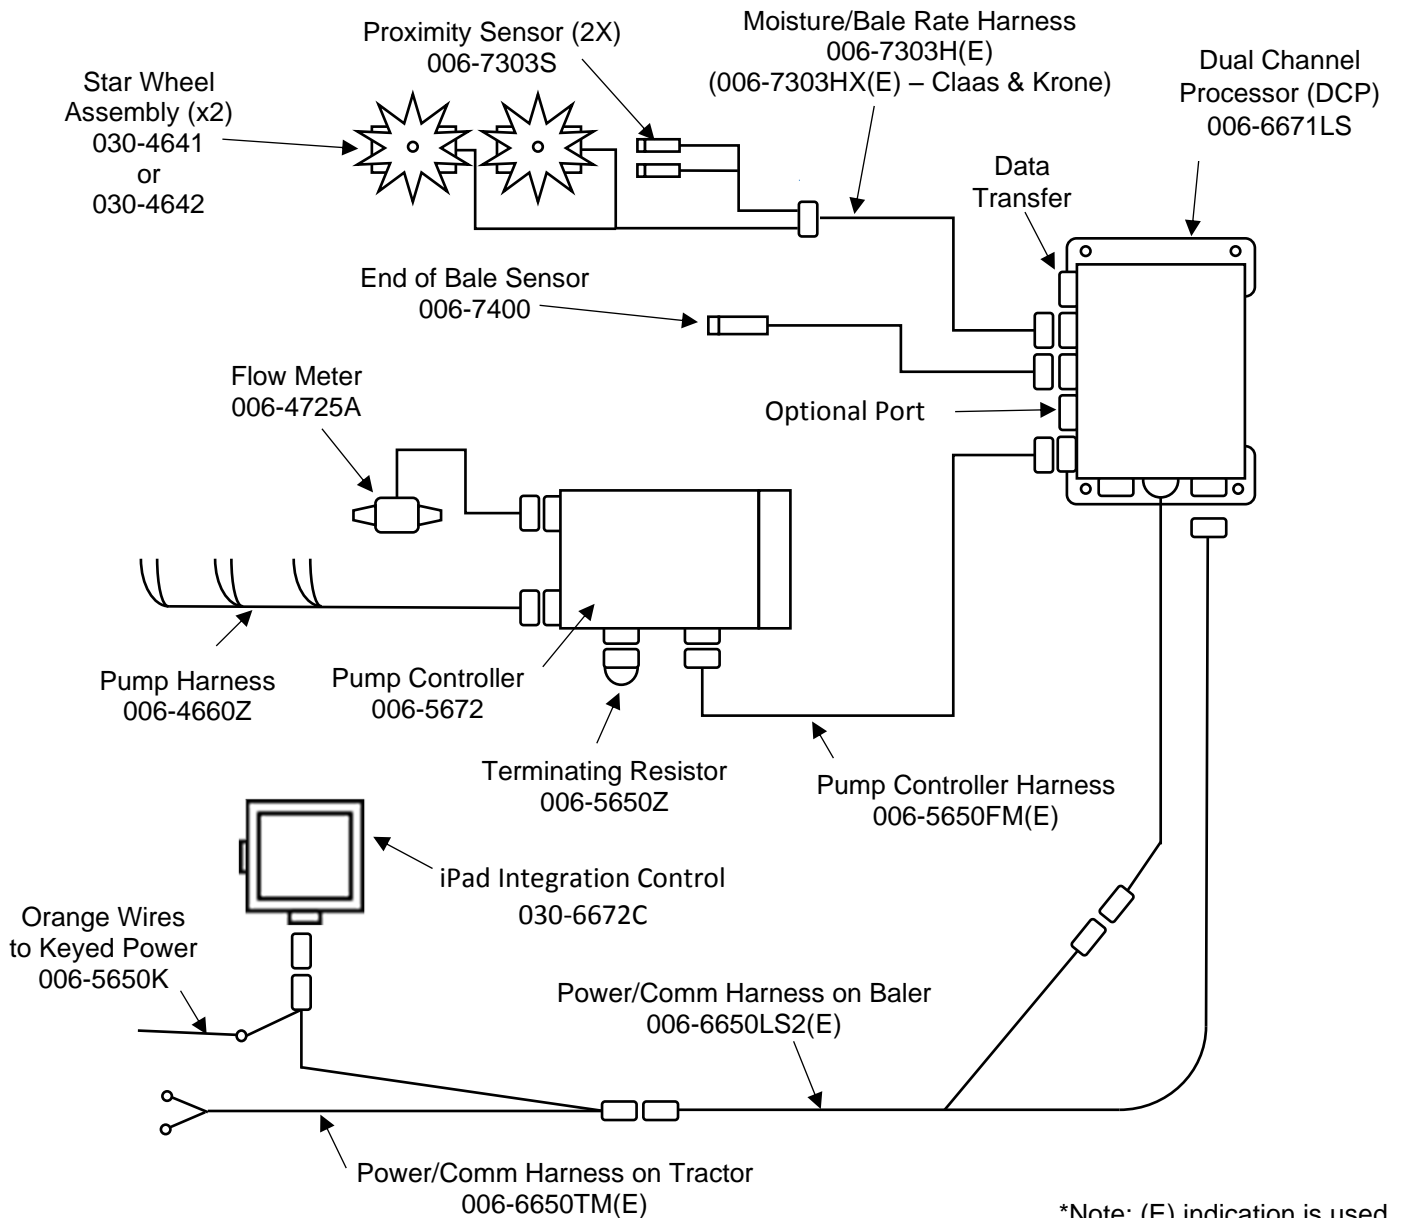 Proximity Sensor (2X)
006-7303S
Moisture/Bale Rate Harness
006-7303H(E)
(006-7303HX(E) – Claas & Krone)
Dual Channel
Processor (DCP)
006-6671LS
Star Wheel
Assembly (x2)
030-4641
or
030-4642
Data
Transfer
End of Bale Sensor
006-7400
Flow Meter
006-4725A
Optional Port
Pump Harness
006-4660Z
Pump Controller
006-5672
Terminating Resistor
006-5650Z
Pump Controller Harness
006-5650FM(E)
iPad Integration Control
030-6672C
Orange Wires
to Keyed Power
006-5650K
Power/Comm Harness on Baler
006-6650LS2(E)
Power/Comm Harness on Tractor
006-6650TM(E)
*Note: (E) indication is used